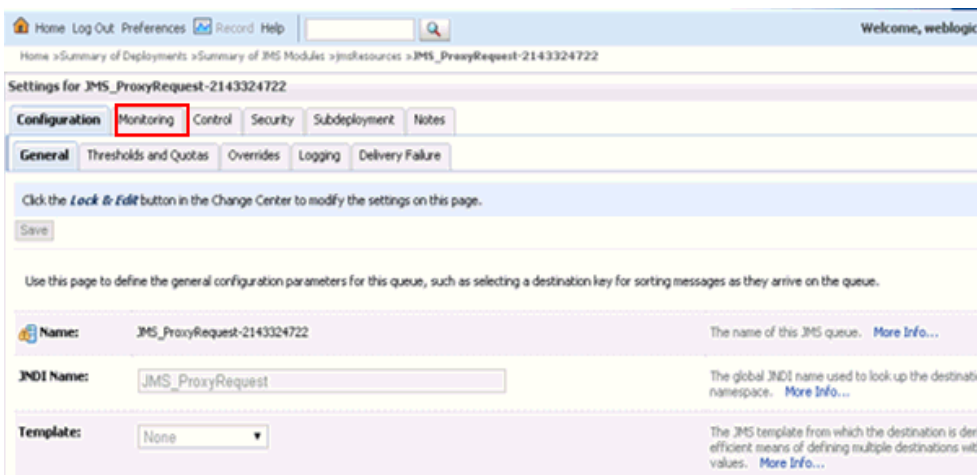 Home Log Out Preferences Record Help
Welcome, weblogic
Home >Summary of Deployments >Summary of JMS Modules >jmsResources >JMS_ProxyRequest-2143324722
Settings for JMS_ProxyRequest-2143324722
Configuration Monitoring Control Security Subdeployment Notes
General Thresholds and Quotas Overrides Logging Delivery Failure
Click the Lock & Edit button in the Change Center to modify the settings on this page.
Save
Use this page to define the general configuration parameters for this queue, such as selecting a destination key for sorting messages as they arrive on the queue.
Name: JMS_ProxyRequest-2143324722 The name of this JMS queue. More Info...
JNDI Name: JMS_ProxyRequest The global JNDI name used to look up the destinati
namespace. More Info...
Template: None The JMS template from which the destination is der
efficient means of defining multiple destinations wit
values. More Info...